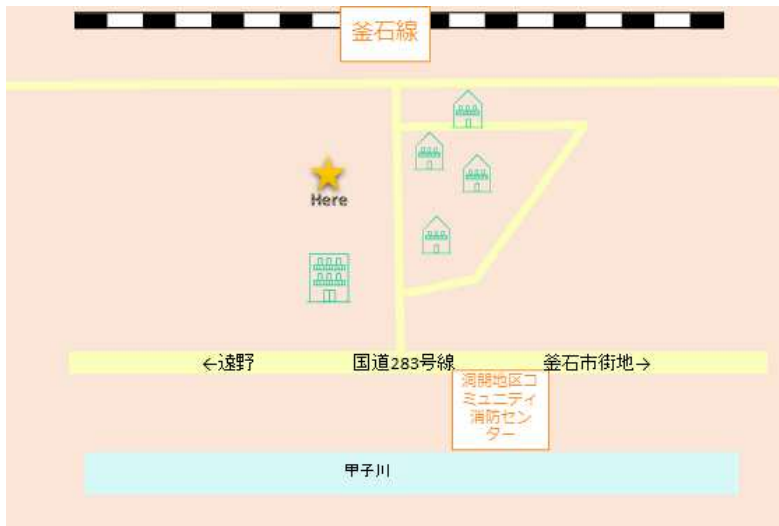 釜石線
Here
←遠野
国道283号線
釜石市街地→
洞関地区コ
ミュニティ
消防セン
ター
甲子川